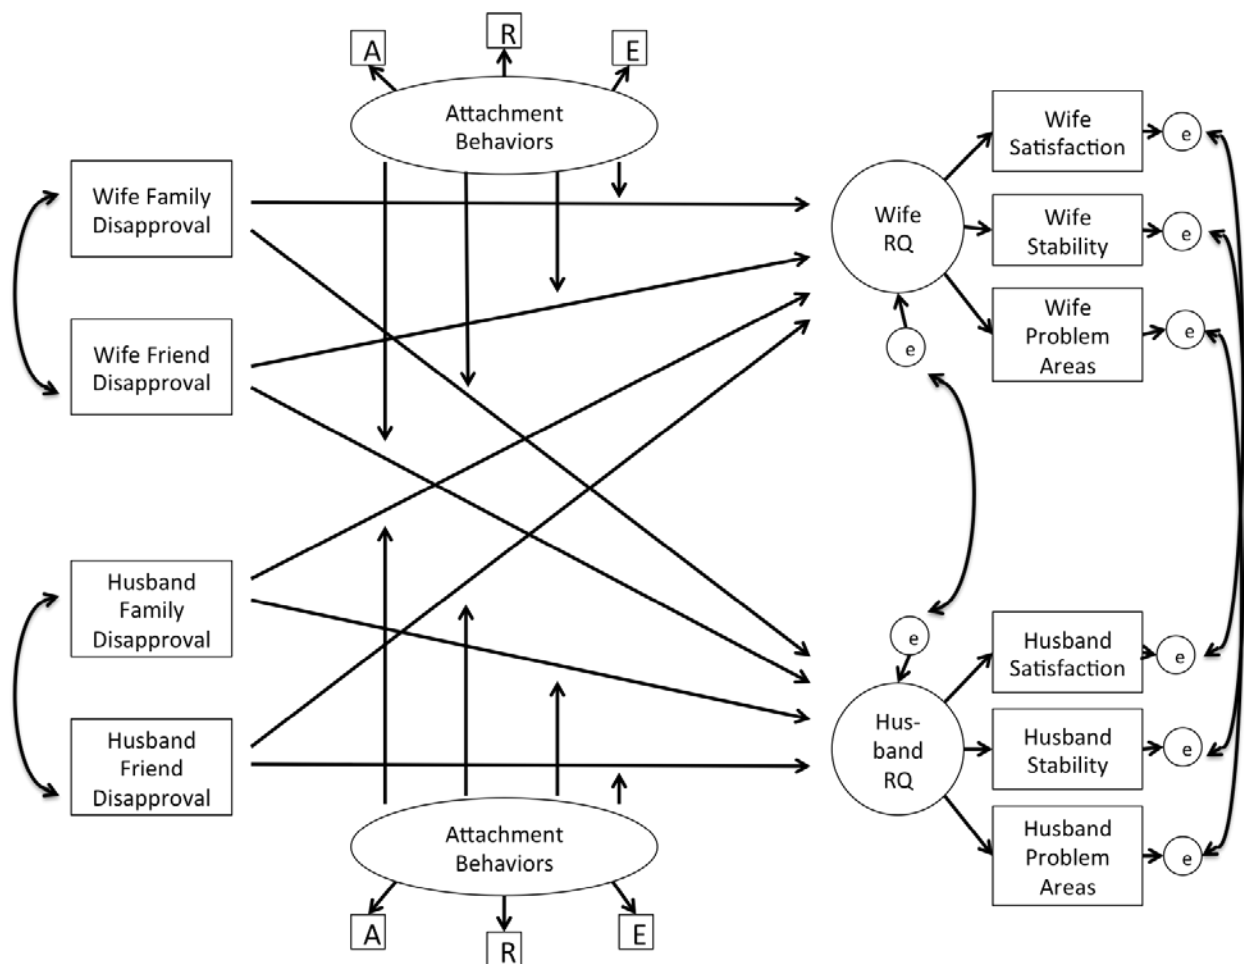 A
R
E
Attachment
Behaviors
Wife Family
Disapproval
Wife Friend
Disapproval
Husband
Family
Disapproval
Husband
Friend
Disapproval
Wife
RQ
e
Wife
Satisfaction
e
Wife
Stability
e
Wife
Problem
Areas
e
e
Hus-
band
RQ
Husband
Satisfaction
e
Husband
Stability
e
Husband
Problem
Areas
e
Attachment
Behaviors
A
R
E